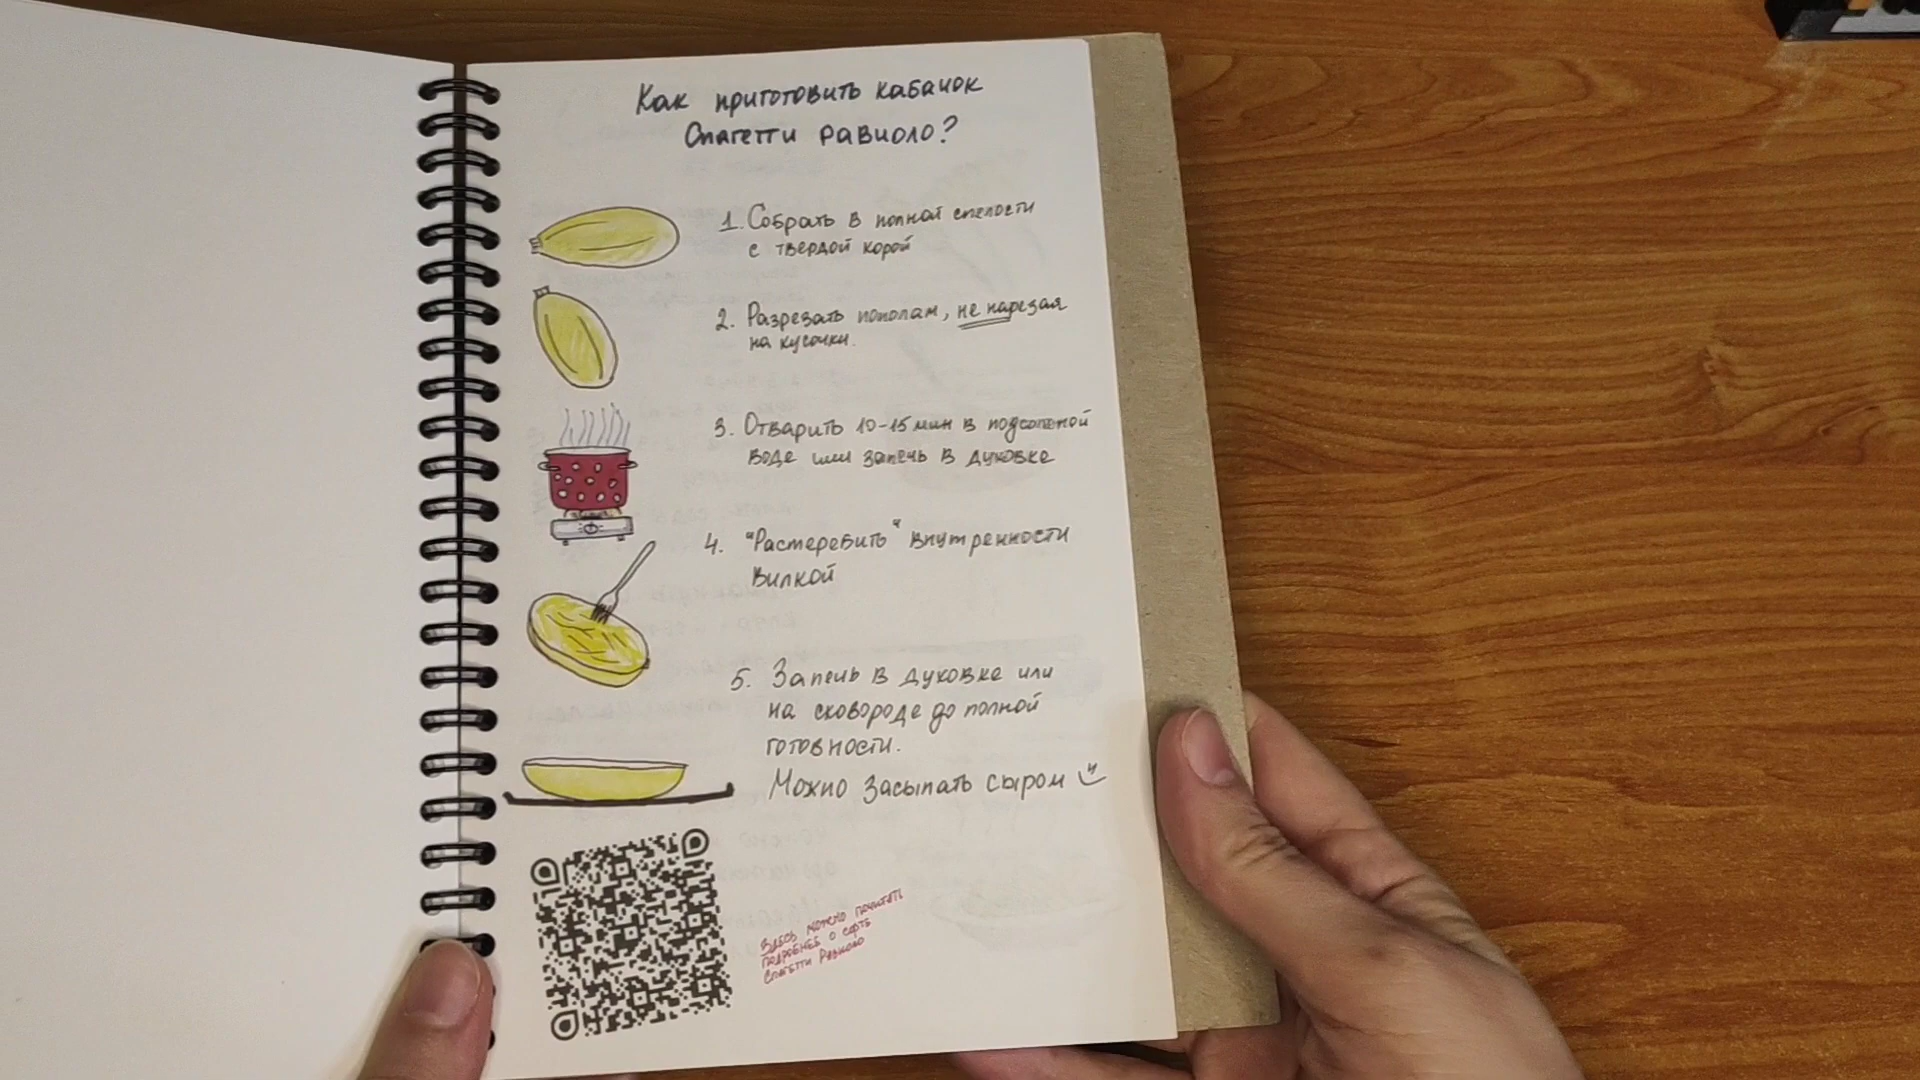 Как приготовить кабачок
Спагетти равиоло?
1. Собрать в полной спелости
с твердой корой
2. Разрезать пополам, не нарезая
на кусочки.
3. Отварить 10-15 мин в подсоленой
воде или запечь в духовке
4. "Растеребить" внутренности
вилкой
5. Запечь в духовке или
на сковороде до полной
готовности.
Можно засыпать сыром
Здесь можно почитать
подробнее о сорте
Спагетти Равиоло